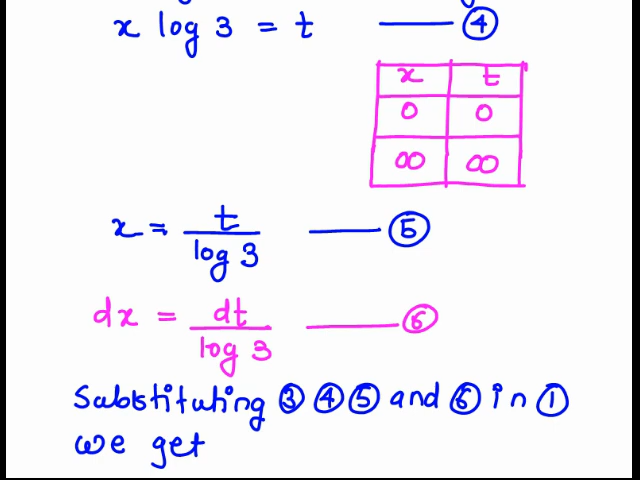 x log 3 = t —— ④
x t
0 0
∞ ∞
x = t / log 3 —— ⑤
dx = dt / log 3 —— ⑥
Substituting ③ ④ ⑤ and ⑥ in ①
we get